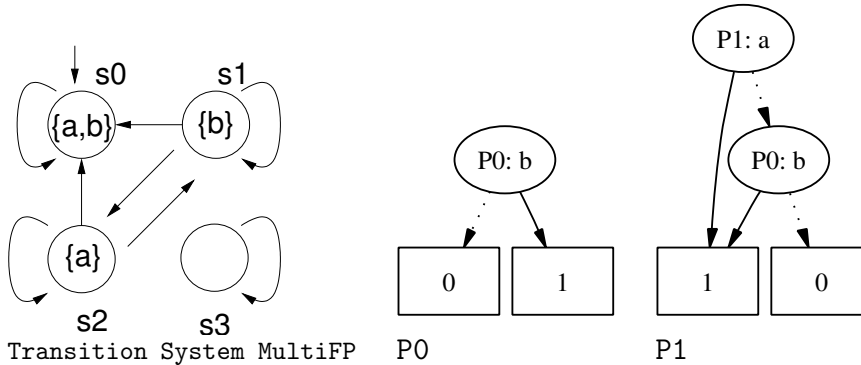 P1: a
s0
s1
{a,b}
{b}
P0: b
P0: b
{a}
0
1
1
0
s2
s3
Transition System MultiFP
P0
P1